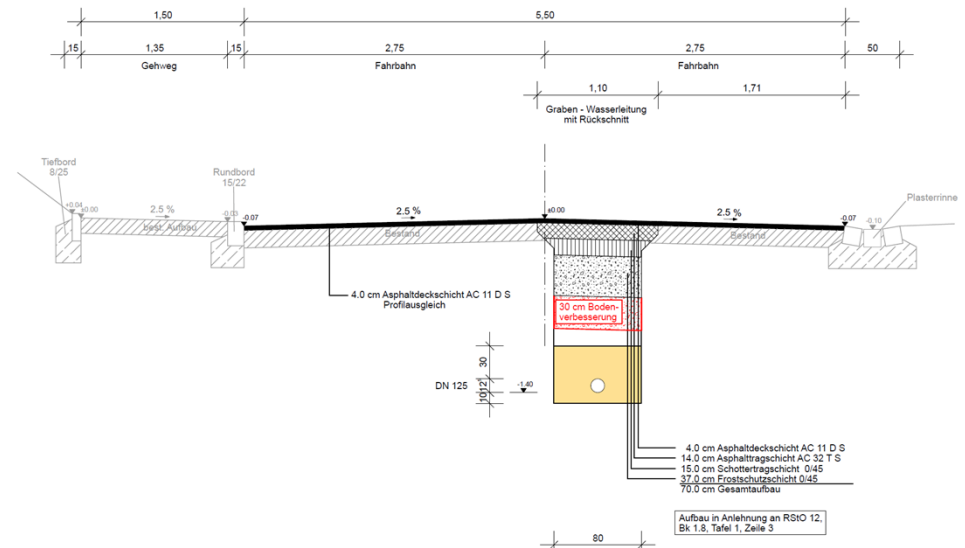 1,50
5,50
15
1,35
15
2,75
2,75
50
Gehweg
Fahrbahn
Fahrbahn
1,10
1,71
Graben - Wasserleitung
mit Rückschnitt
Tiefbord
8/25
Rundbord
15/22
Plasterrinne
+0.04
±0.00
2.5 %
-0.03
-0.07
2.5 %
±0.00
2.5 %
-0.07
-0.10
best. Aufbau
Bestand
Bestand
4.0 cm Asphaltdeckschicht AC 11 D S
Profilausgleich
30 cm Boden-
verbesserung
30
DN 125
12⁵
10
-1.40
4.0 cm Asphaltdeckschicht AC 11 D S
14.0 cm Asphalttragschicht AC 32 T S
15.0 cm Schottertragschicht 0/45
37.0 cm Frostschutzschicht 0/45
70.0 cm Gesamtaufbau
Aufbau in Anlehnung an RStO 12,
Bk 1.8, Tafel 1, Zeile 3
80